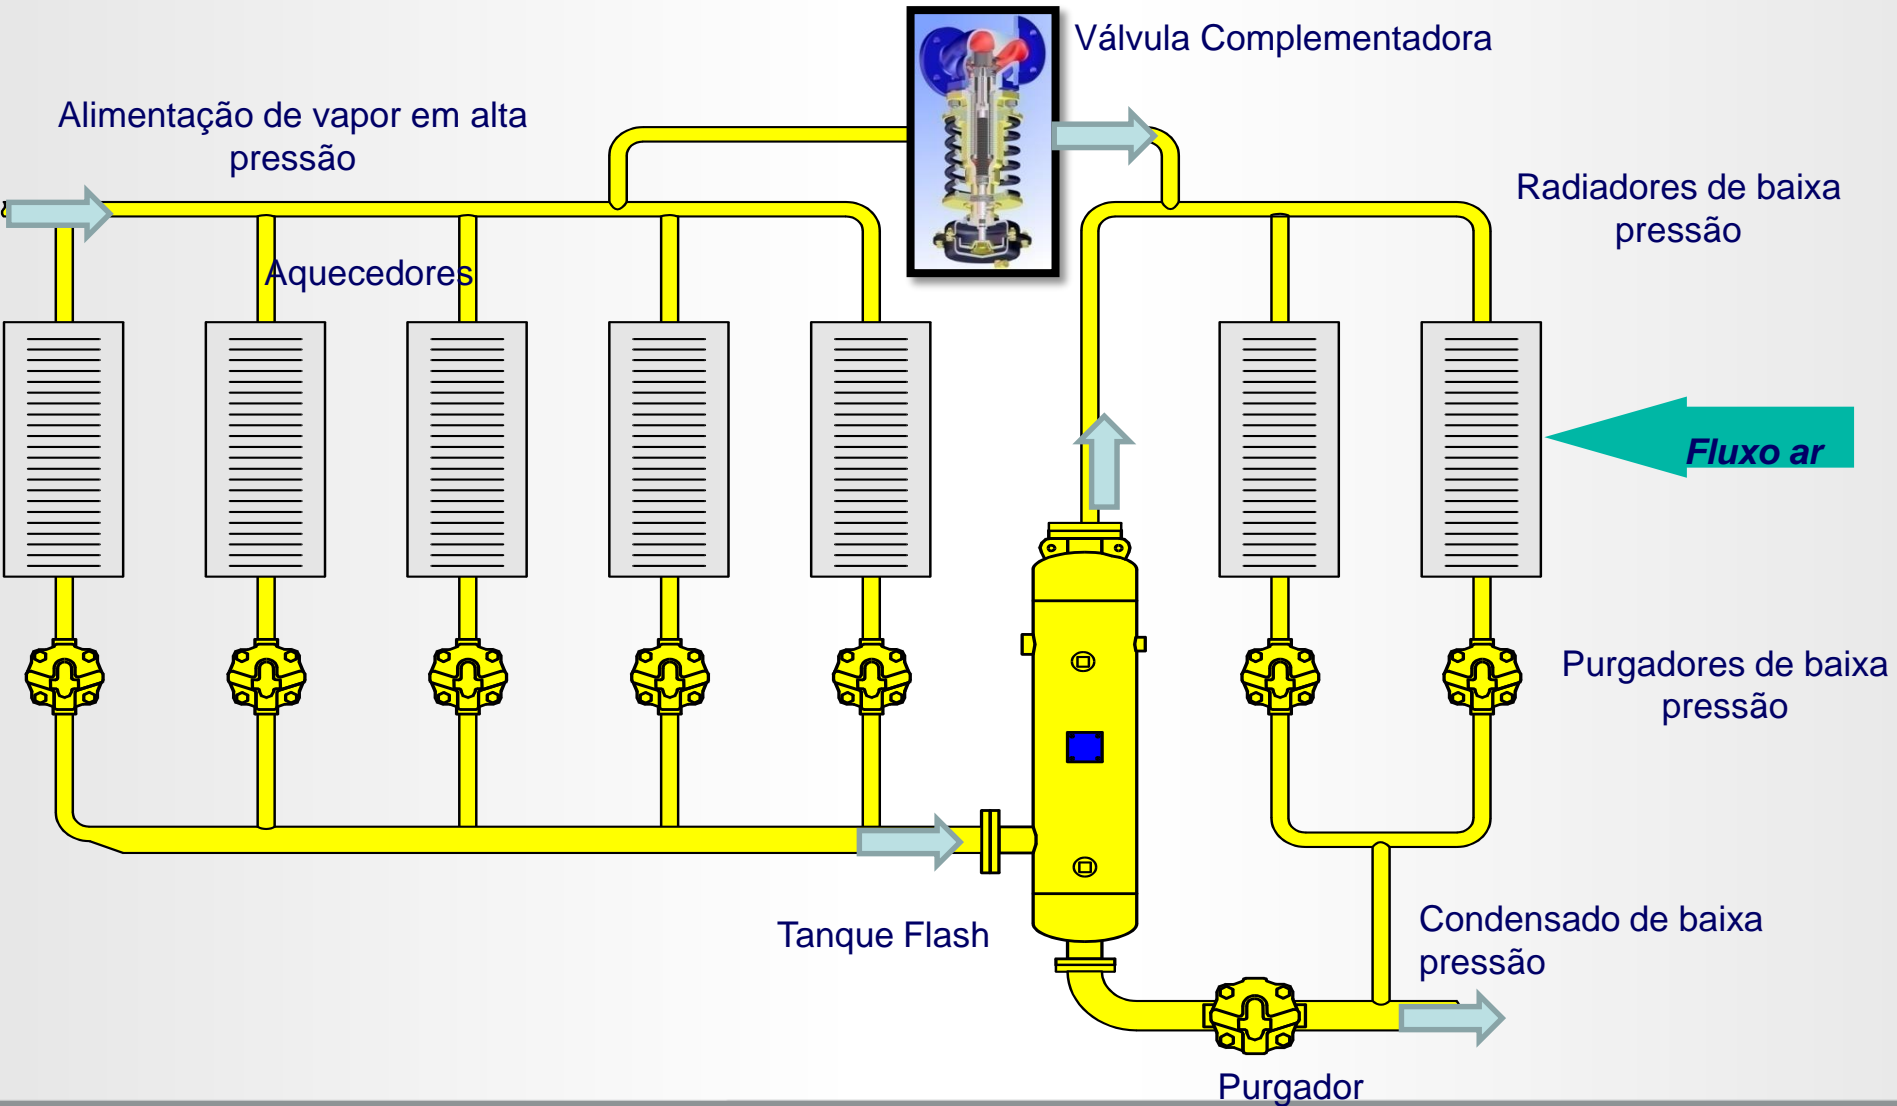 Válvula Complementadora
Alimentação de vapor em alta
pressão
Radiadores de baixa
pressão
Aquecedores
Fluxo ar
Purgadores de baixa
pressão
Tanque Flash
Condensado de baixa
pressão
Purgador